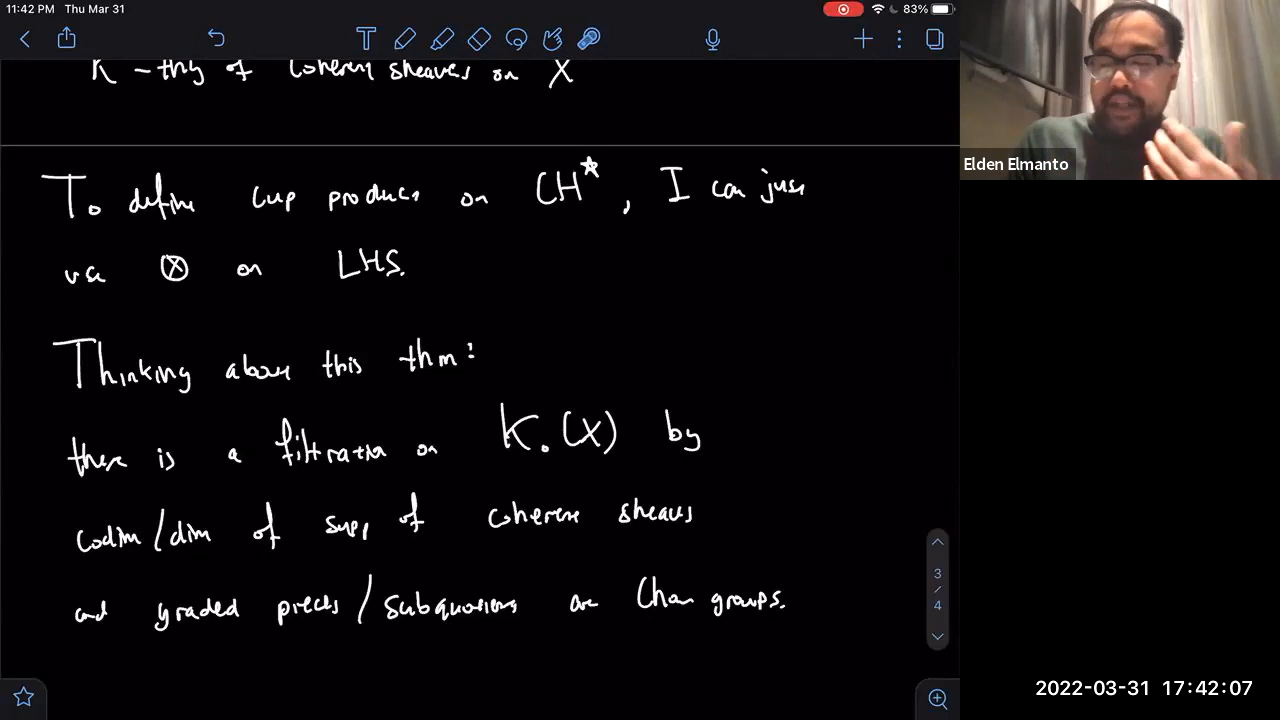 11:42 PM Thu Mar 31
83%
K - thy of coherent sheaves on X
To define cup product on CH*, I can just
use ⊗ on LHS.
Thinking about this thm:
there is a filtration on K₀(X) by
codim/dim of supp of coherent sheaves
and graded pieces/subquotients are Chow groups.
3
/
4
Elden Elmanto
2022-03-31 17:42:07